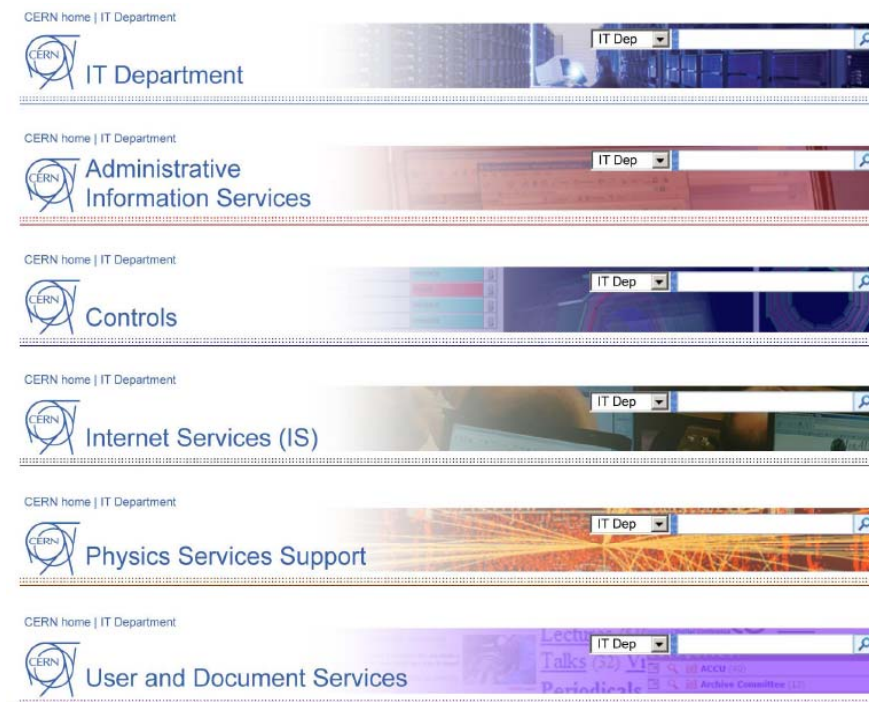 CERN home | IT Department
IT Dep
CERN
IT Department
CERN home | IT Department
IT Dep
CERN
Administrative
Information Services
CERN home | IT Department
IT Dep
CERN
Controls
CERN home | IT Department
IT Dep
CERN
Internet Services (IS)
CERN home | IT Department
IT Dep
CERN
Physics Services Support
CERN home | IT Department
IT Dep
CERN
User and Document Services
Talks (32)
ACCU
Periodicals
Archive Committee (12)